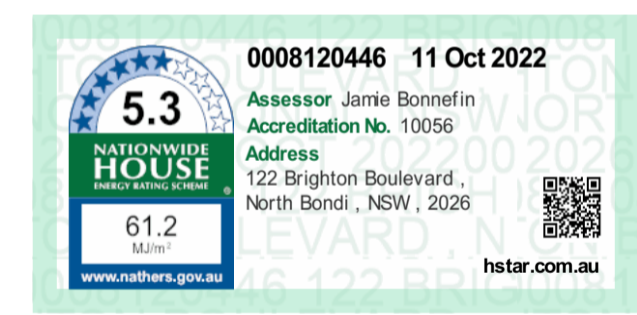 0008120446 11 Oct 2022
Assessor Jamie Bonnefin
Accreditation No. 10056
Address
122 Brighton Boulevard ,
North Bondi , NSW , 2026
hstar.com.au
5.3
NATIONWIDE
HOUSE
ENERGY RATING SCHEME
61.2
MJ/m²
www.nathers.gov.au